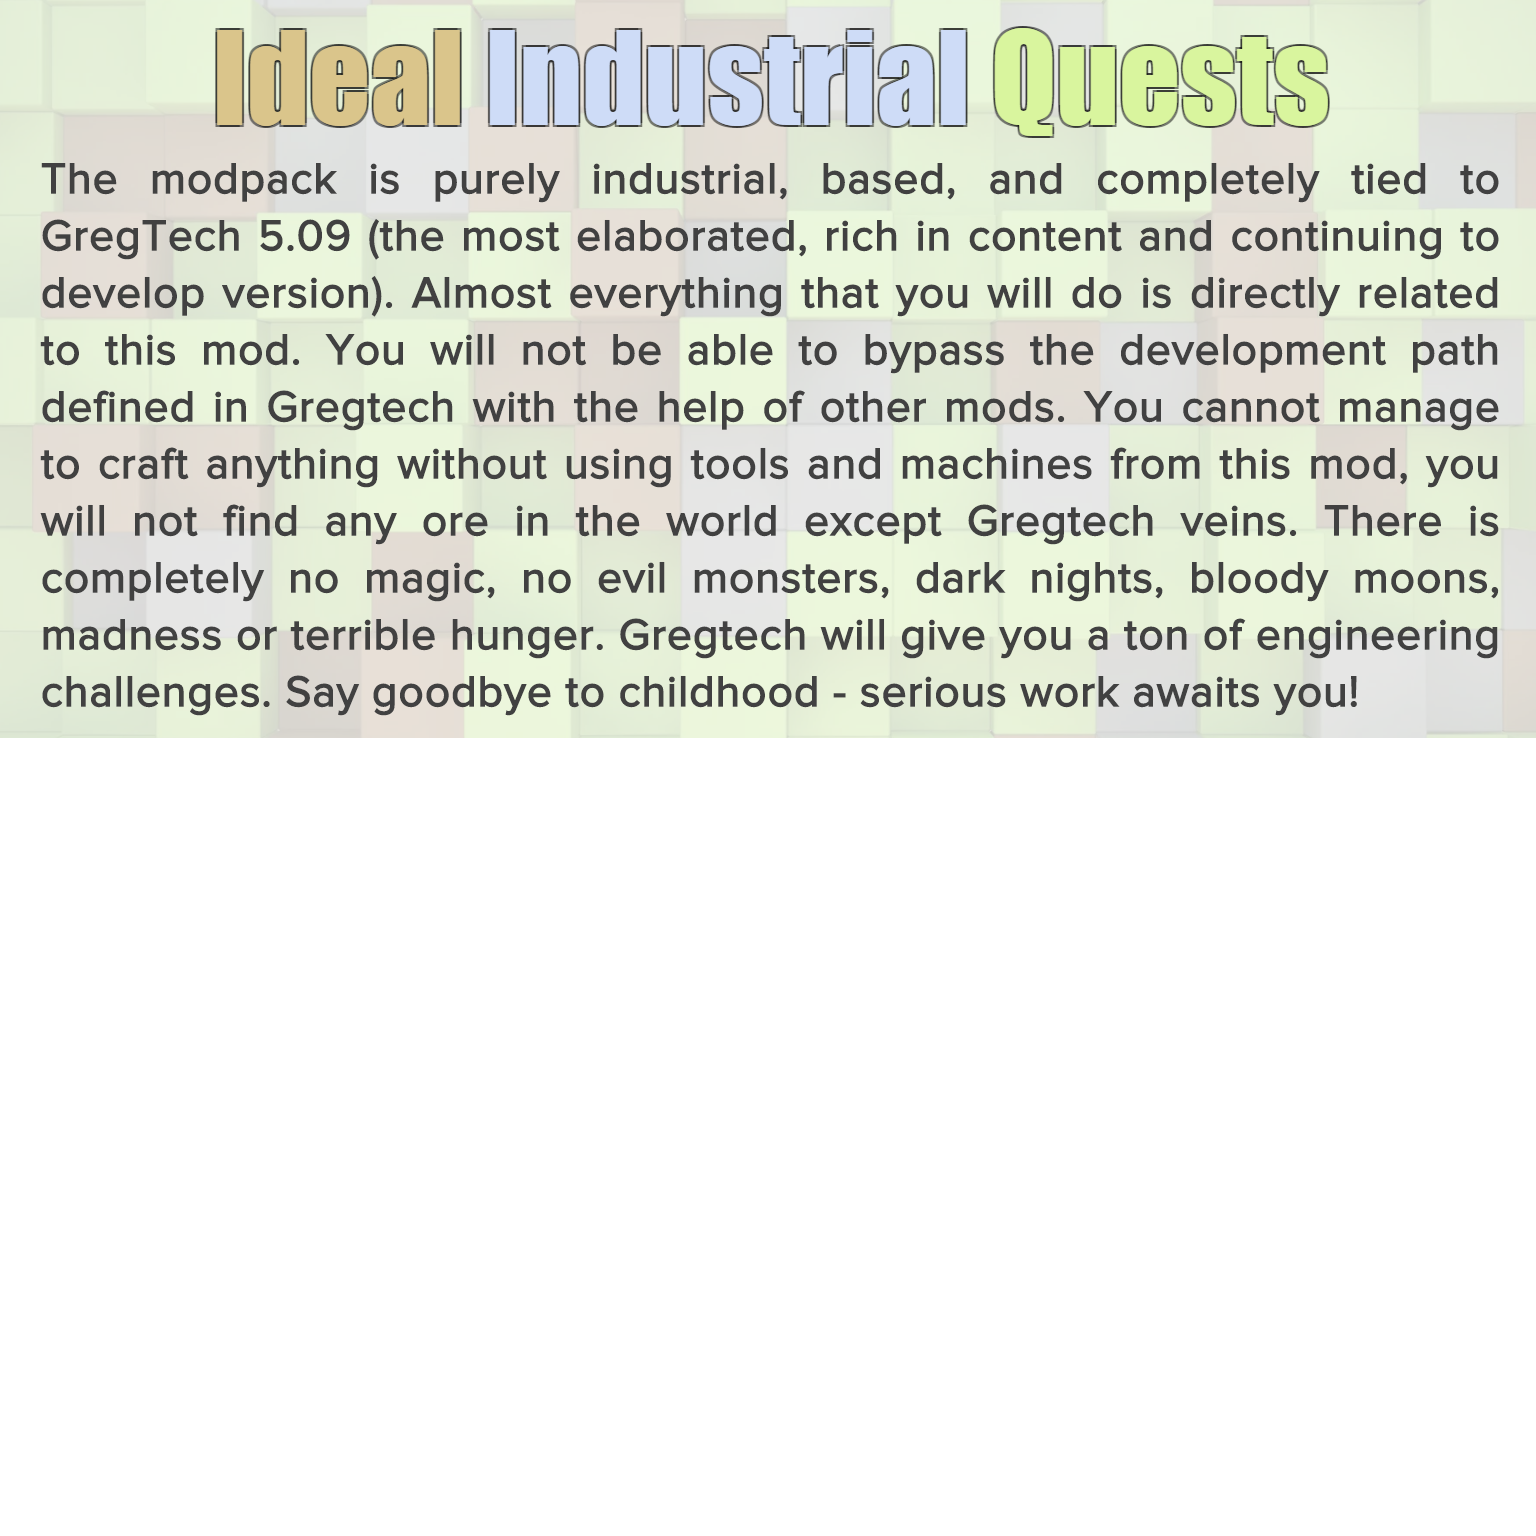 Ideal Industrial Quests
The modpack is purely industrial, based, and completely tied to
GregTech 5.09 (the most elaborated, rich in content and continuing to
develop version). Almost everything that you will do is directly related
to this mod. You will not be able to bypass the development path
defined in Gregtech with the help of other mods. You cannot manage
to craft anything without using tools and machines from this mod, you
will not find any ore in the world except Gregtech veins. There is
completely no magic, no evil monsters, dark nights, bloody moons,
madness or terrible hunger. Gregtech will give you a ton of engineering
challenges. Say goodbye to childhood - serious work awaits you!